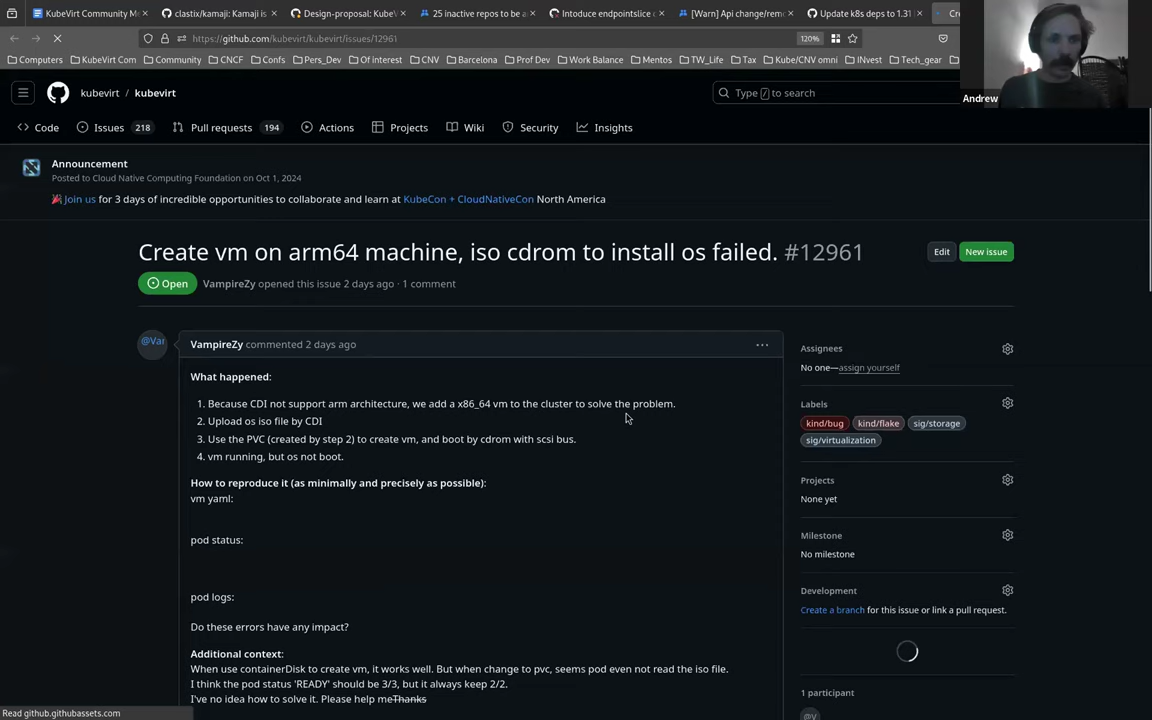 KubeVirt Community M
clastix/kamaji: Kamaji is
Design-proposal: KubeV
25 inactive repos to be a
Intoduce endpointslice c
[Warn] Api change/remo
Update k8s deps to 1.31
Cre
https://github.com/kubevirt/kubevirt/issues/12961
120%
Computers
KubeVirt Com
Community
CNCF
Confs
Pers_Dev
Of interest
CNV
Barcelona
Prof Dev
Work Balance
Mentos
TW_Life
Tax
Kube/CNV omni
INvest
Tech_gear
Andrew
kubevirt / kubevirt
Type / to search
Code
Issues 218
Pull requests 194
Actions
Projects
Wiki
Security
Insights
Announcement
Posted to Cloud Native Computing Foundation on Oct 1, 2024
🎉 Join us for 3 days of incredible opportunities to collaborate and learn at KubeCon + CloudNativeCon North America
Create vm on arm64 machine, iso cdrom to install os failed. #12961
Edit
New issue
Open
VampireZy opened this issue 2 days ago · 1 comment
@Var
VampireZy commented 2 days ago
What happened:
1. Because CDI not support arm architecture, we add a x86_64 vm to the cluster to solve the problem.
2. Upload os iso file by CDI
3. Use the PVC (created by step 2) to create vm, and boot by cdrom with scsi bus.
4. vm running, but os not boot.
How to reproduce it (as minimally and precisely as possible):
vm yaml:
pod status:
pod logs:
Do these errors have any impact?
Additional context:
When use containerDisk to create vm, it works well. But when change to pvc, seems pod even not read the iso file.
I think the pod status 'READY' should be 3/3, but it always keep 2/2.
I've no idea how to solve it. Please help meThanks
Assignees
No one—assign yourself
Labels
kind/bug
kind/flake
sig/storage
sig/virtualization
Projects
None yet
Milestone
No milestone
Development
Create a branch for this issue or link a pull request.
1 participant
@V
Read github.githubassets.com